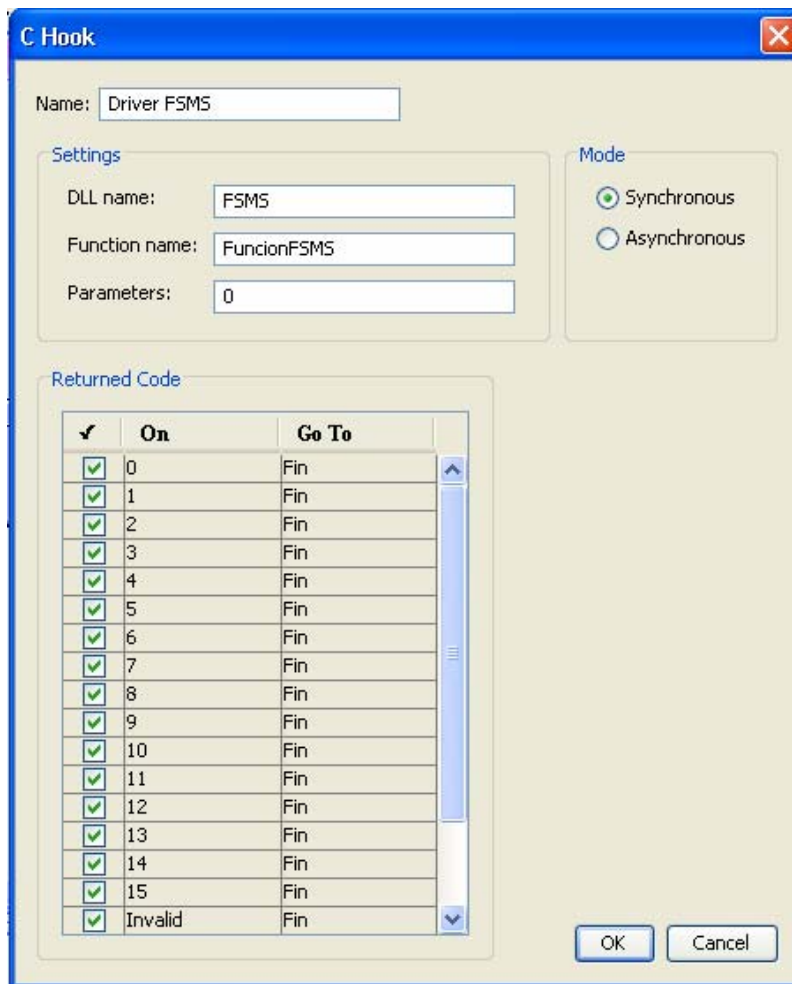 C Hook
Name: Driver FSMS
Settings
DLL name: FSMS
Function name: FuncionFSMS
Parameters: 0
Mode
Synchronous
Asynchronous
Returned Code
On Go To
0 Fin
1 Fin
2 Fin
3 Fin
4 Fin
5 Fin
6 Fin
7 Fin
8 Fin
9 Fin
10 Fin
11 Fin
12 Fin
13 Fin
14 Fin
15 Fin
Invalid Fin
OK Cancel